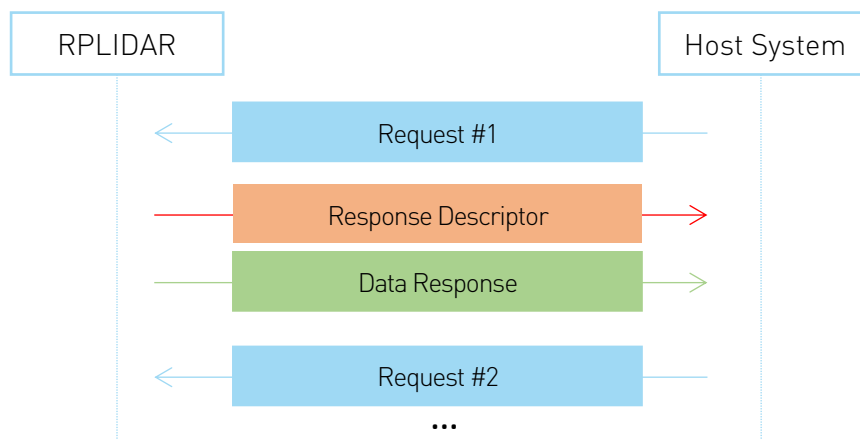 RPLIDAR
Host System
Request #1
Response Descriptor
Data Response
Request #2
...